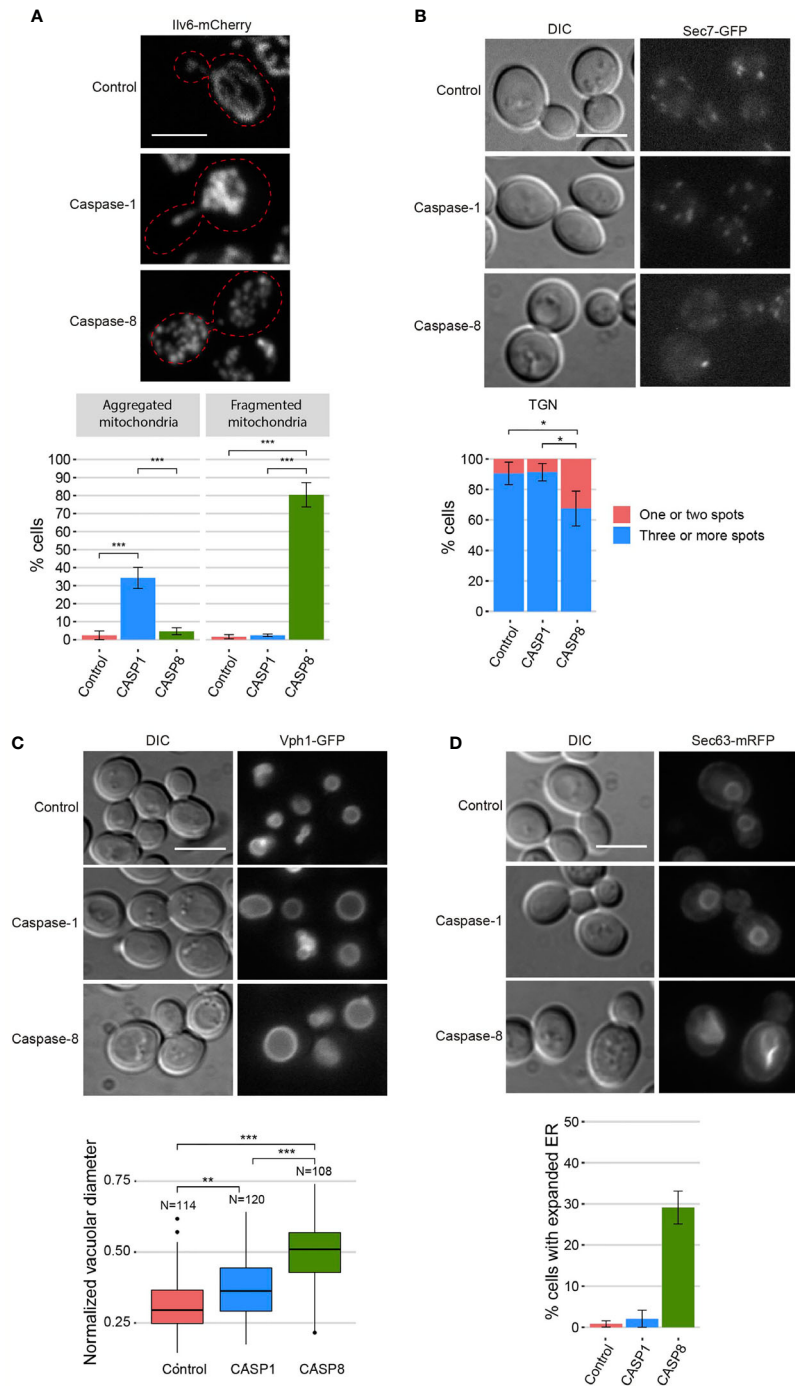 A
Ilv6-mCherry
Control
Caspase-1
Caspase-8
Aggregated
mitochondria
Fragmented
mitochondria
***
***
***
***
% cells
100
90
80
70
60
50
40
30
20
10
0
Control
CASP1
CASP8
Control
CASP1
CASP8
B
DIC
Sec7-GFP
Control
Caspase-1
Caspase-8
TGN
*
*
% cells
100
80
60
40
20
0
One or two spots
Three or more spots
Control
CASP1
CASP8
C
DIC
Vph1-GFP
Control
Caspase-1
Caspase-8
***
***
**
N=114
N=120
N=108
Normalized vacuolar diameter
0.75
0.50
0.25
Control
CASP1
CASP8
D
DIC
Sec63-mRFP
Control
Caspase-1
Caspase-8
% cells with expanded ER
50
40
30
20
10
0
Control
CASP1
CASP8